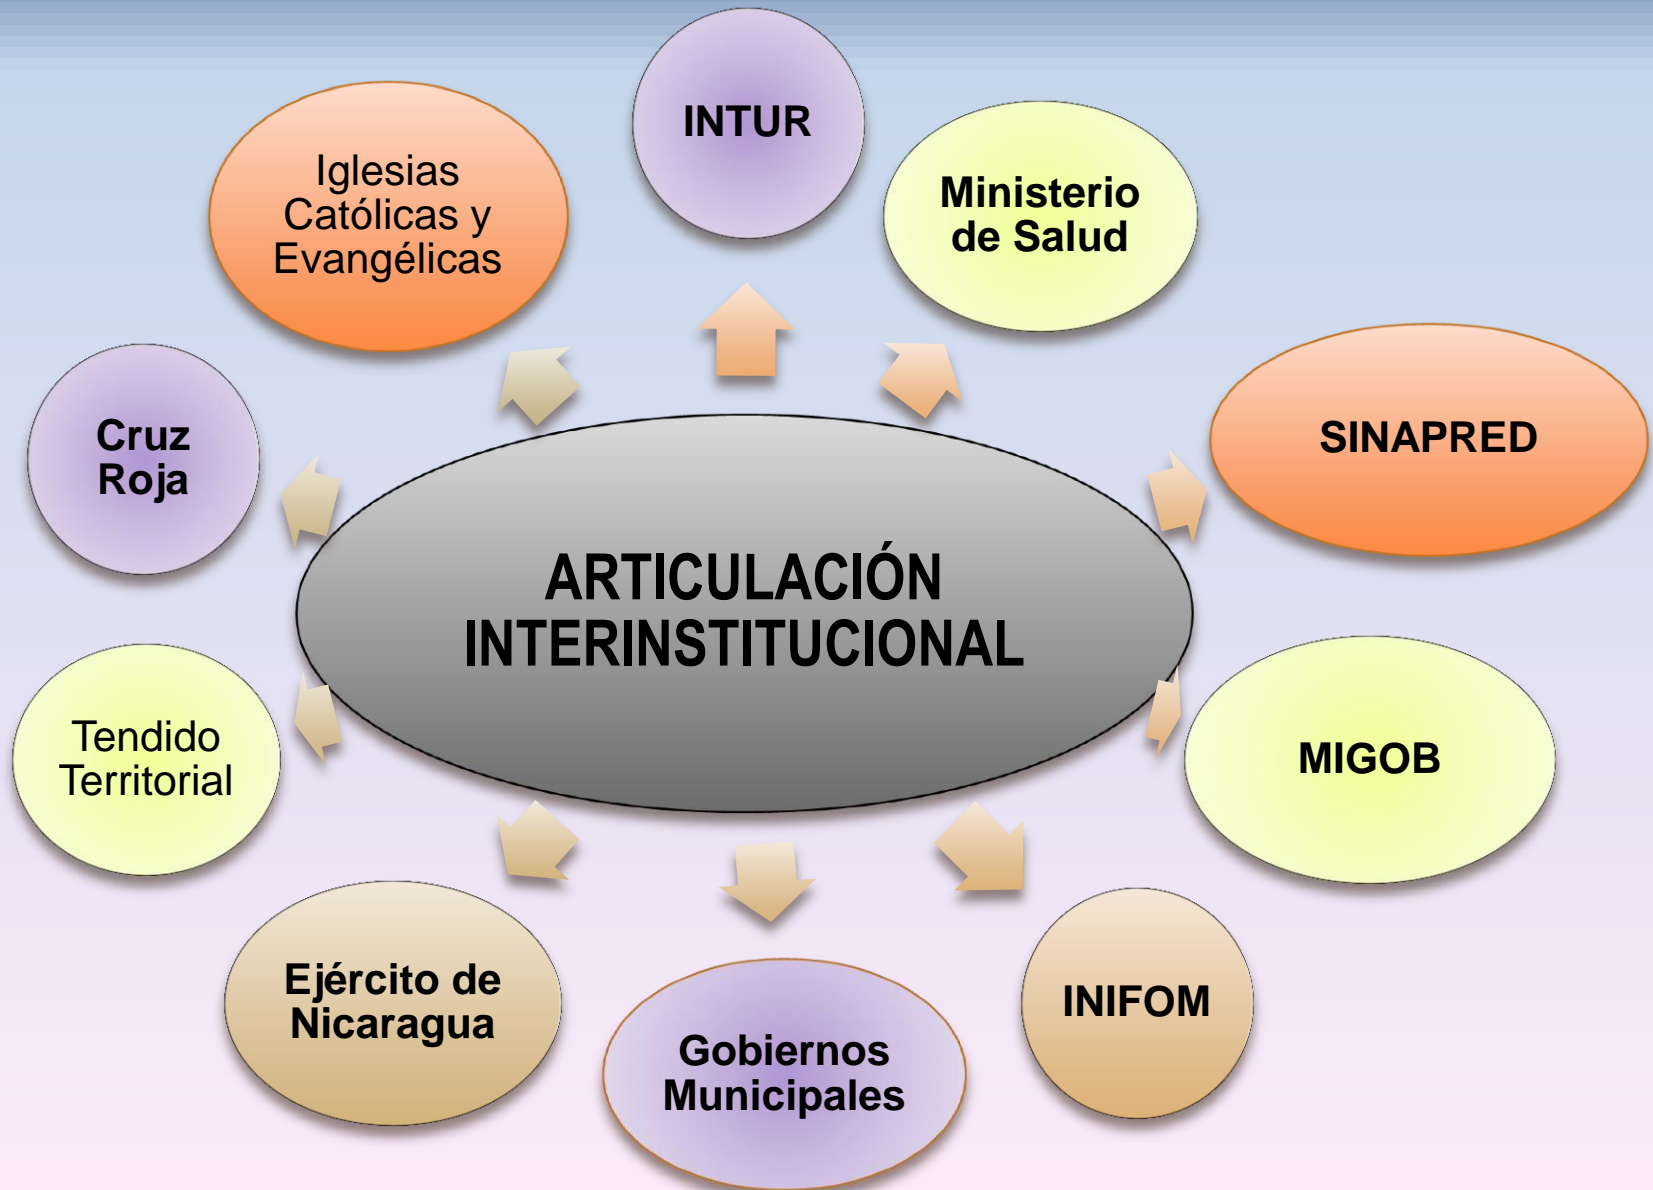 INTUR
Ministerio
de Salud
SINAPRED
MIGOB
INIFOM
Gobiernos
Municipales
Ejército de
Nicaragua
Tendido
Territorial
Cruz
Roja
Iglesias
Católicas y
Evangélicas
ARTICULACIÓN
INTERINSTITUCIONAL